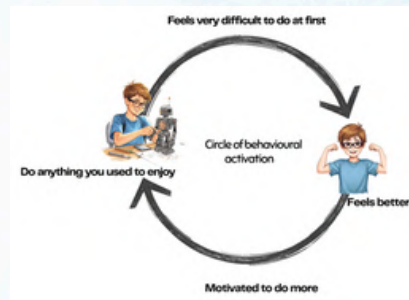 Feels very difficult to do at first
Circle of behavioural
activation
Do anything you used to enjoy
Feels better
Motivated to do more